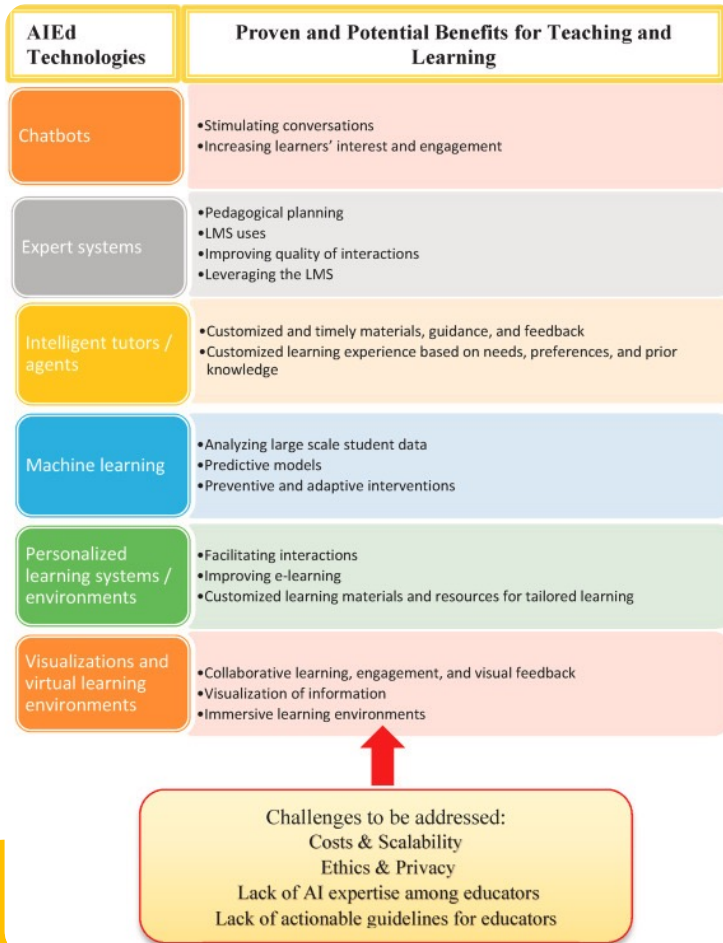 AIEd
Technologies
Proven and Potential Benefits for Teaching and
Learning
Chatbots
•Stimulating conversations
•Increasing learners' interest and engagement
Expert systems
•Pedagogical planning
•LMS uses
•Improving quality of interactions
•Leveraging the LMS
Intelligent tutors /
agents
•Customized and timely materials, guidance, and feedback
•Customized learning experience based on needs, preferences, and prior
knowledge
Machine learning
•Analyzing large scale student data
•Predictive models
•Preventive and adaptive interventions
Personalized
learning systems /
environments
•Facilitating interactions
•Improving e-learning
•Customized learning materials and resources for tailored learning
Visualizations and
virtual learning
environments
•Collaborative learning, engagement, and visual feedback
•Visualization of information
•Immersive learning environments
Challenges to be addressed:
Costs & Scalability
Ethics & Privacy
Lack of AI expertise among educators
Lack of actionable guidelines for educators